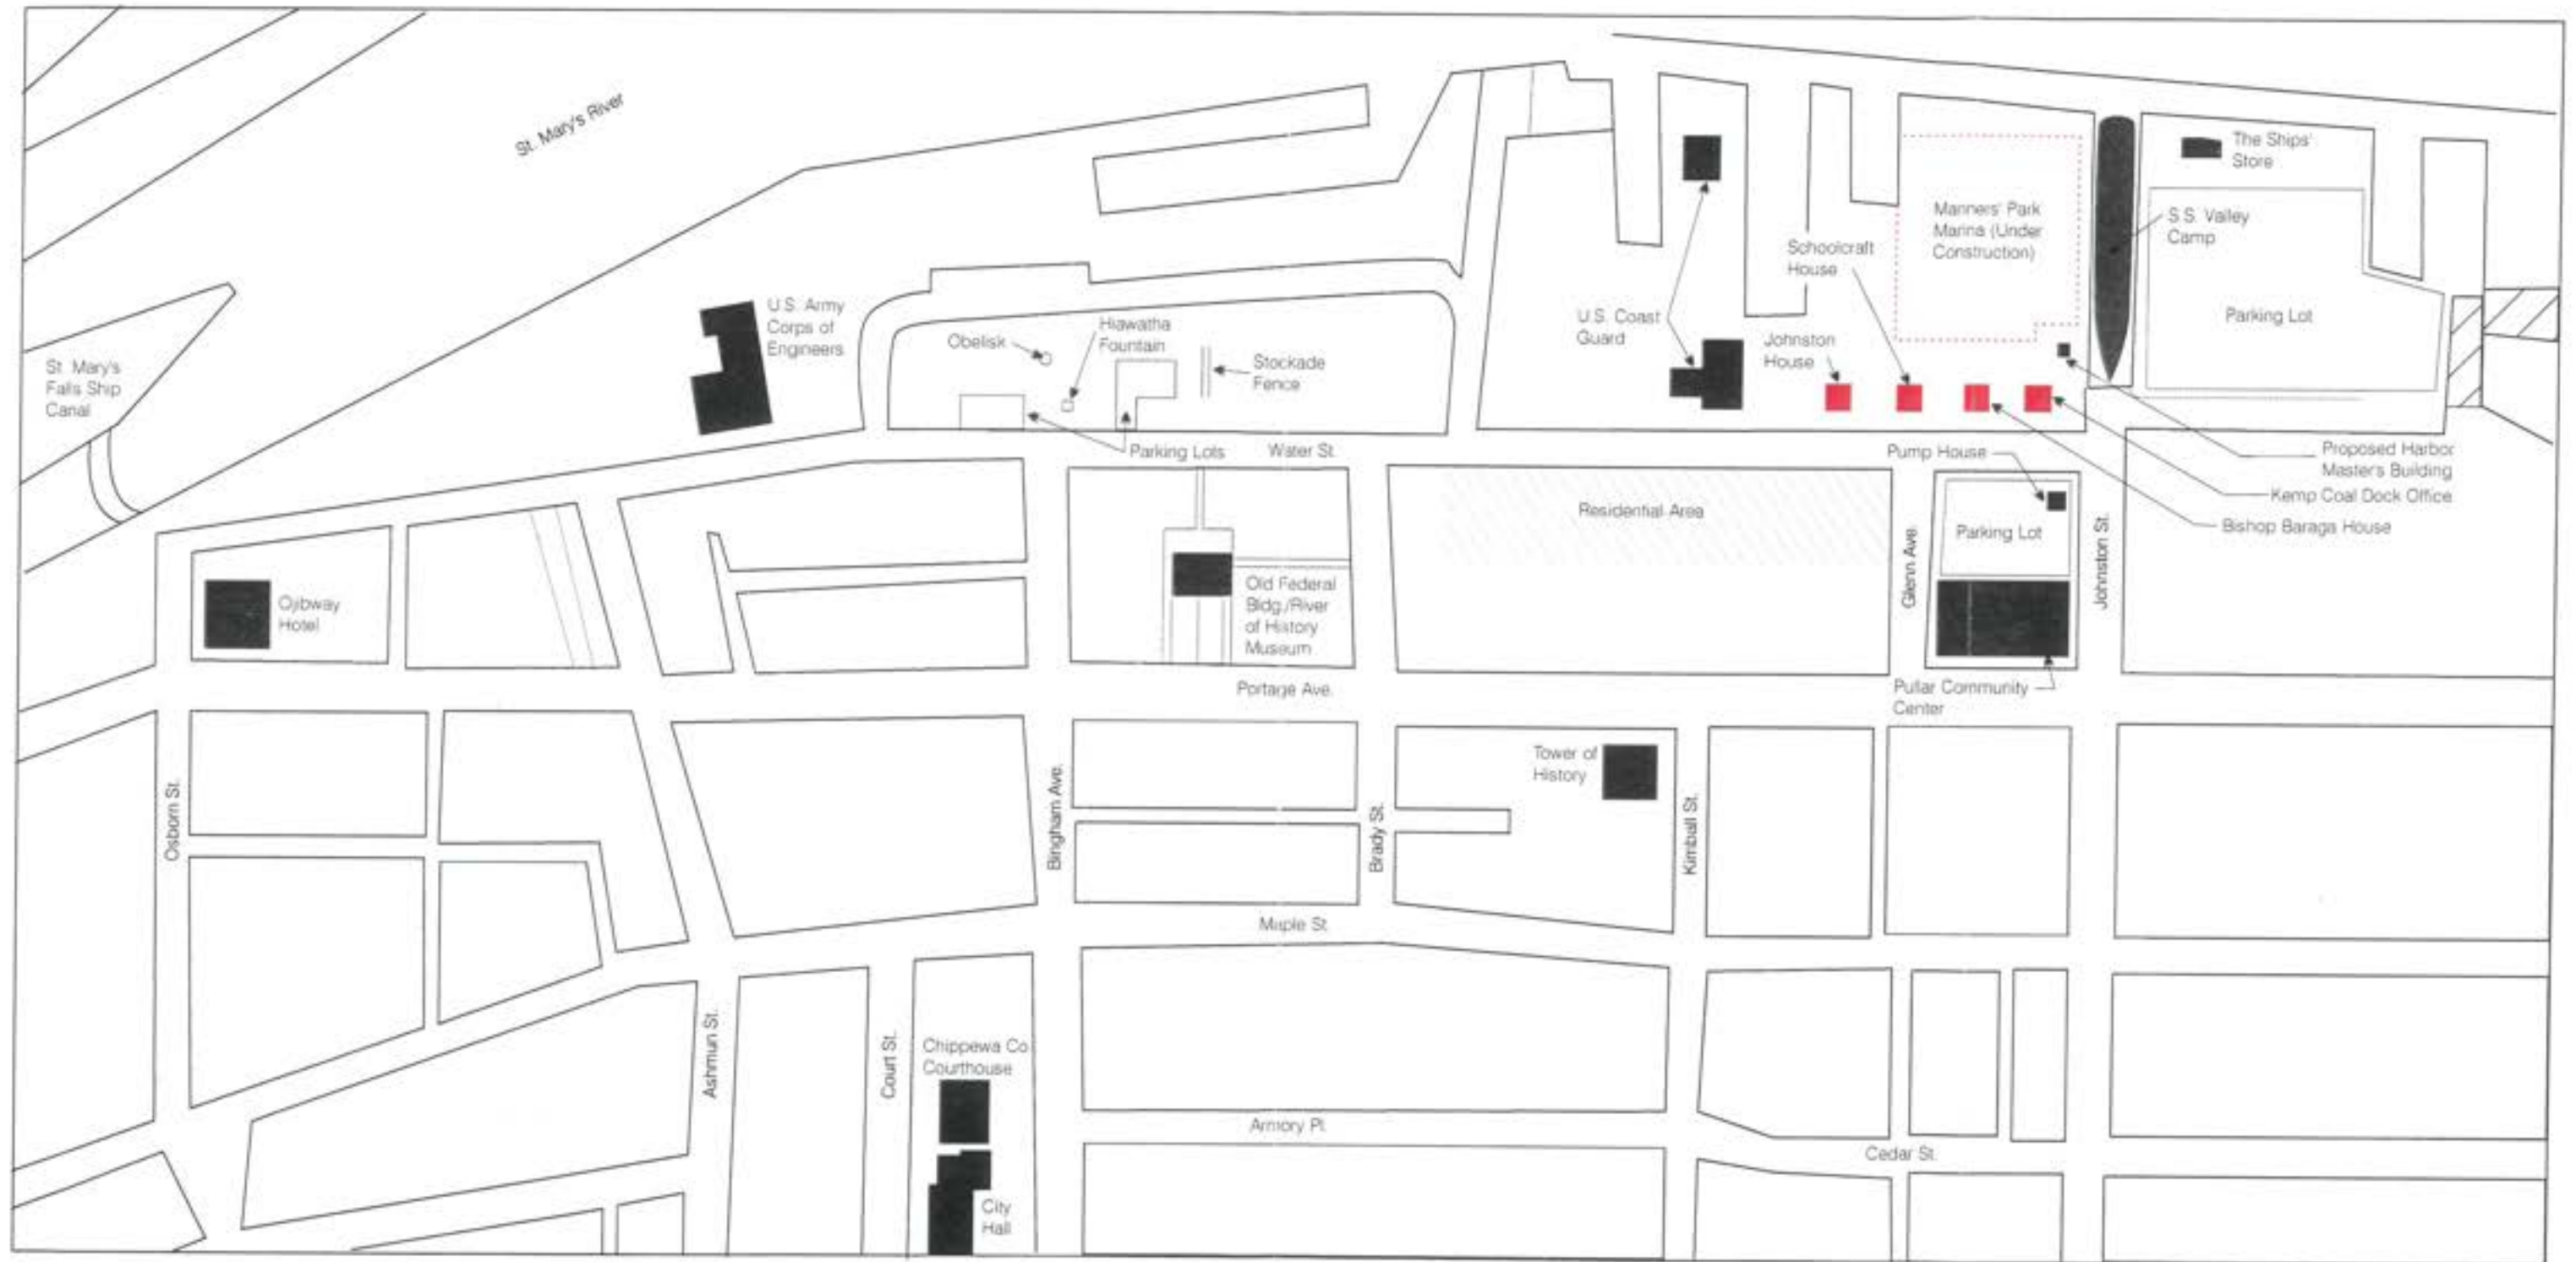 St. Mary's River
The Ships'
Store
Manners' Park
Marina (Under
Construction)
S.S. Valley
Camp
Schoolcraft
House
U.S. Army
Corps of
Engineers
Obelisk
Hiawatha
Fountain
Stockade
Fence
U.S. Coast
Guard
Johnston
House
Parking Lot
St. Mary's
Falls Ship
Canal
Parking Lots
Water St.
Pump House
Proposed Harbor
Master's Building
Kemp Coal Dock Office
Bishop Baraga House
Residential Area
Glenn Ave.
Parking Lot
Johnston St.
Ojibway
Hotel
Old Federal
Bldg./River
of History
Museum
Portage Ave.
Pullar Community
Center
Tower of
History
Osborn St.
Bingham Ave.
Brady St.
Kimball St.
Maple St.
Ashmun St.
Court St.
Chippewa Co.
Courthouse
Armory Pl.
Cedar St.
City
Hall